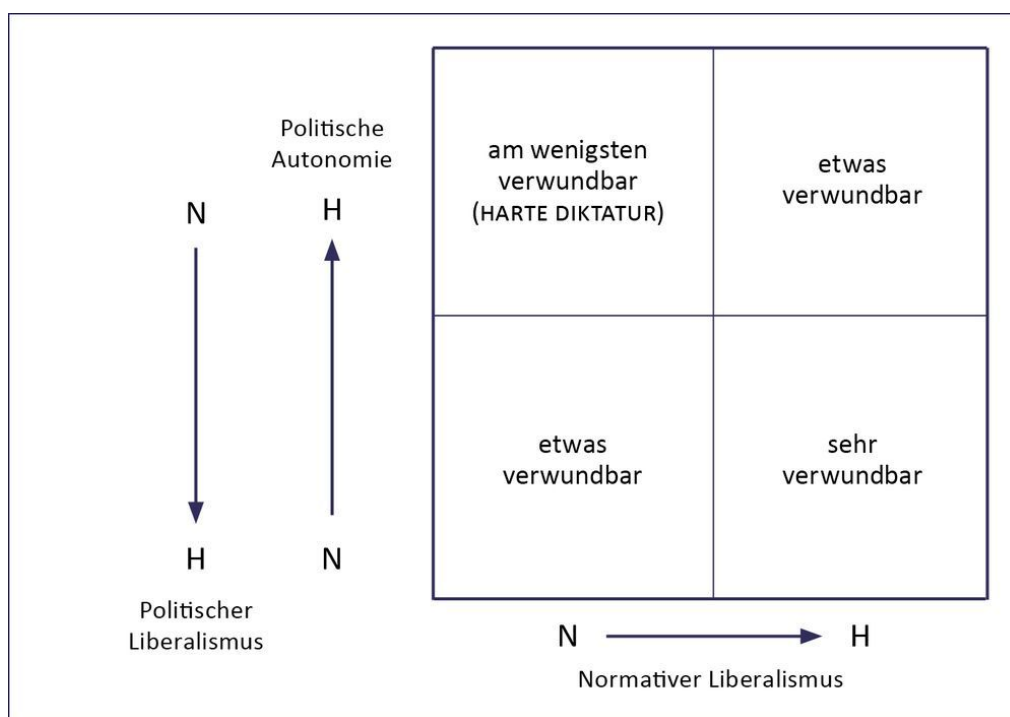 Politische
Autonomie
N
H
H
N
Politischer
Liberalismus
am wenigsten
verwundbar
(HARTE DIKTATUR)
etwas
verwundbar
etwas
verwundbar
sehr
verwundbar
N
H
Normativer Liberalismus